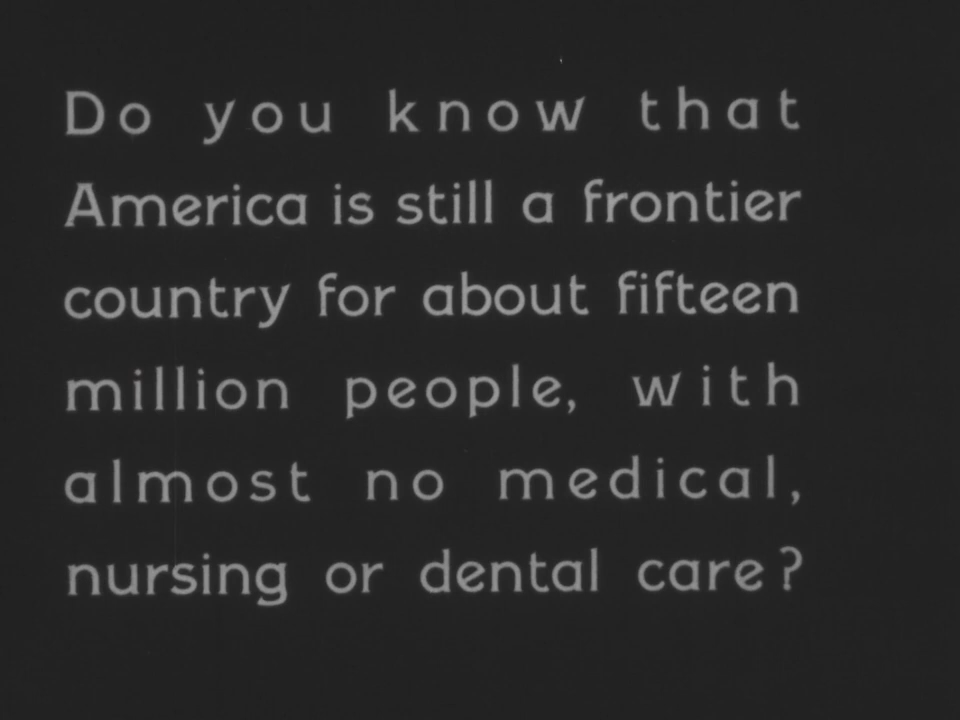 Do you know that
America is still a frontier
country for about fifteen
million people, with
almost no medical,
nursing or dental care?